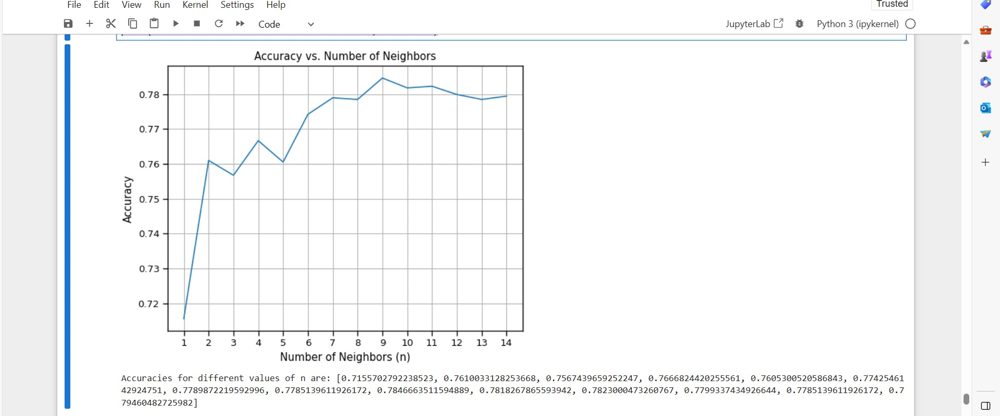 File Edit View Run Kernel Settings Help
Trusted
Code
JupyterLab
Python 3 (ipykernel)
Accuracy vs. Number of Neighbors
0.78
0.77
0.76
0.75
0.74
0.73
0.72
Accuracy
1 2 3 4 5 6 7 8 9 10 11 12 13 14
Number of Neighbors (n)
Accuracies for different values of n are: [0.7155702792238523, 0.7610033128253668, 0.7567439659252247, 0.7666824420255561, 0.7605300520586843, 0.77425461
42924751, 0.7789872219592996, 0.7785139611926172, 0.7846663511594889, 0.7818267865593942, 0.7823000473260767, 0.7799337434926644, 0.7785139611926172, 0.7
79460482725982]